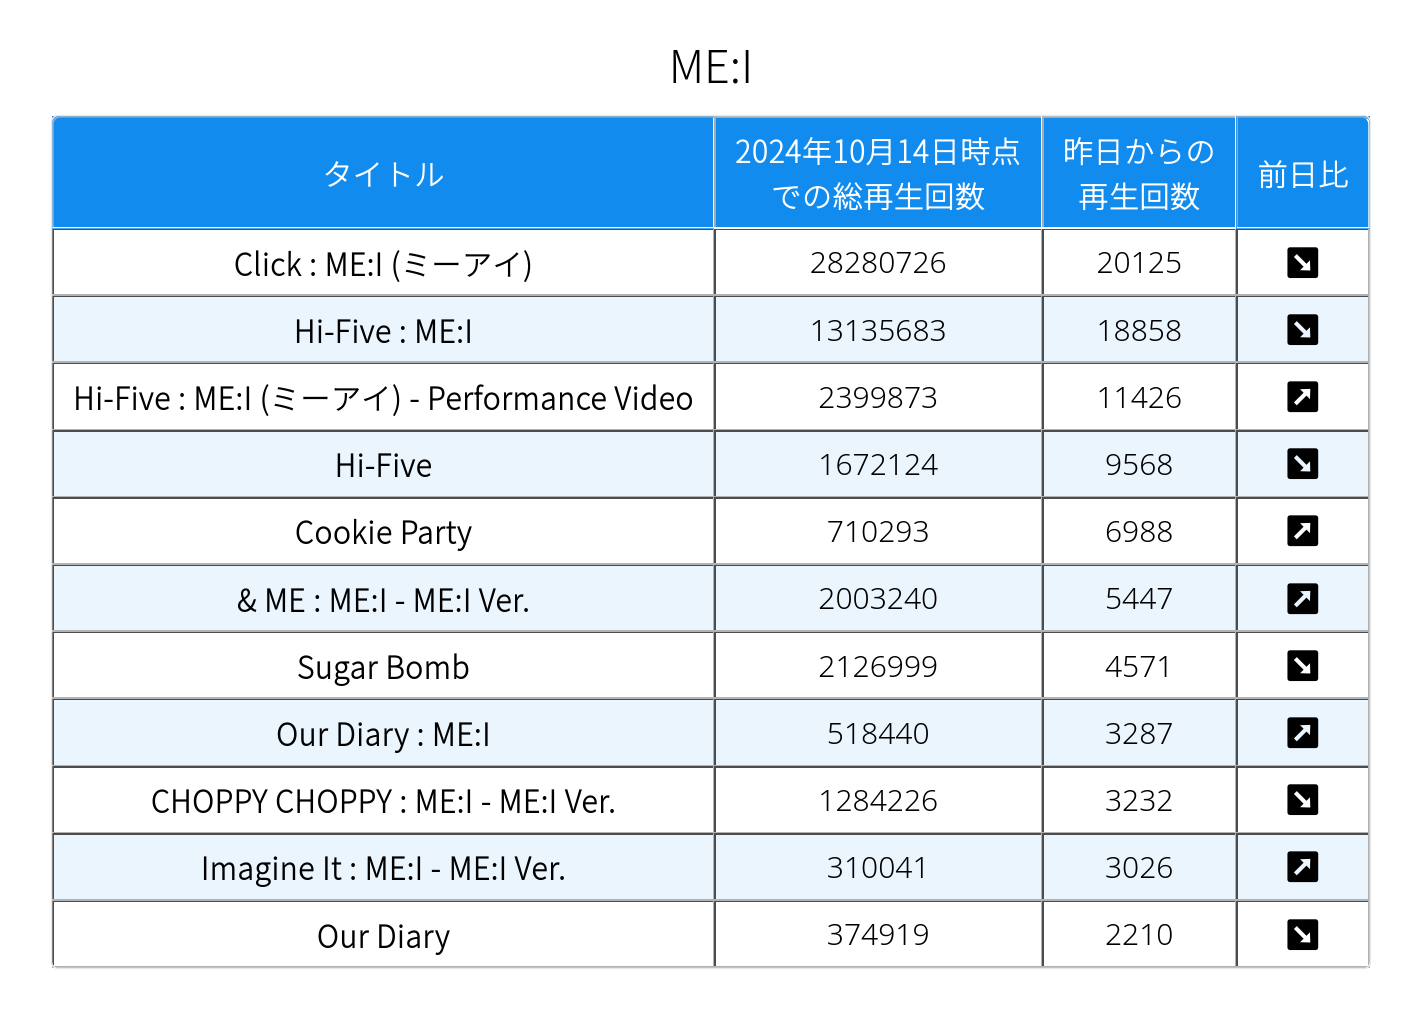 ME:I
タイトル
2024年10月14日時点
での総再生回数
昨日からの
再生回数
前日比
Click : ME:I (ミーアイ) 28280726 20125 ↘
Hi-Five : ME:I 13135683 18858 ↘
Hi-Five : ME:I (ミーアイ) - Performance Video 2399873 11426 ↗
Hi-Five 1672124 9568 ↘
Cookie Party 710293 6988 ↗
& ME : ME:I - ME:I Ver. 2003240 5447 ↗
Sugar Bomb 2126999 4571 ↘
Our Diary : ME:I 518440 3287 ↗
CHOPPY CHOPPY : ME:I - ME:I Ver. 1284226 3232 ↘
Imagine It : ME:I - ME:I Ver. 310041 3026 ↗
Our Diary 374919 2210 ↘